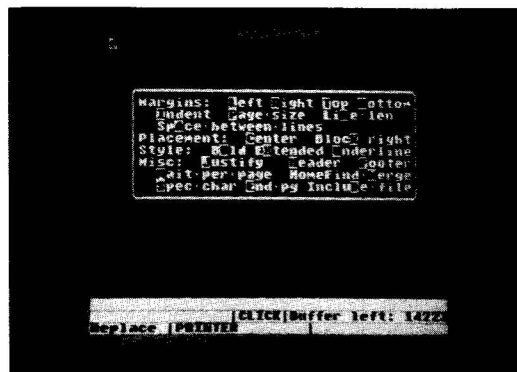 Margins: Left Right Top Bottom
Indent Page·size Line·len
Space·between·lines
Placement: Center Block right
Style: Bold Extended Underline
Misc: Justify Header Footer
Wait·per·page HomeFind Merge
Spec·char End·pg Include·file
CLICK|Buffer left: 1422
Replace |PRINTER